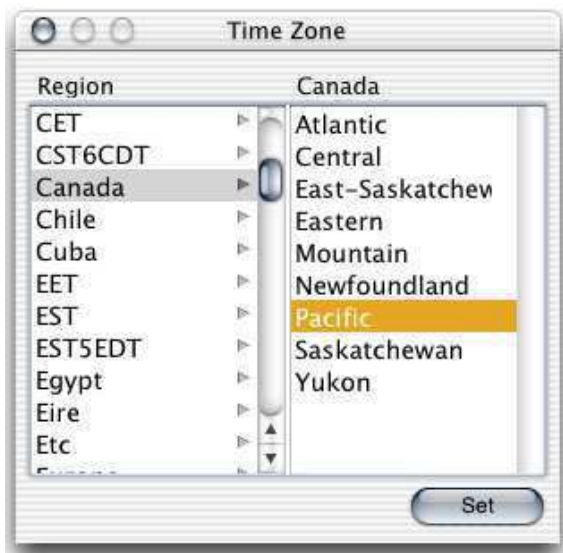 Time Zone
Region
Canada
CET
CST6CDT
Canada
Chile
Cuba
EET
EST
EST5EDT
Egypt
Eire
Etc
Atlantic
Central
East-Saskatchew
Eastern
Mountain
Newfoundland
Pacific
Saskatchewan
Yukon
Set